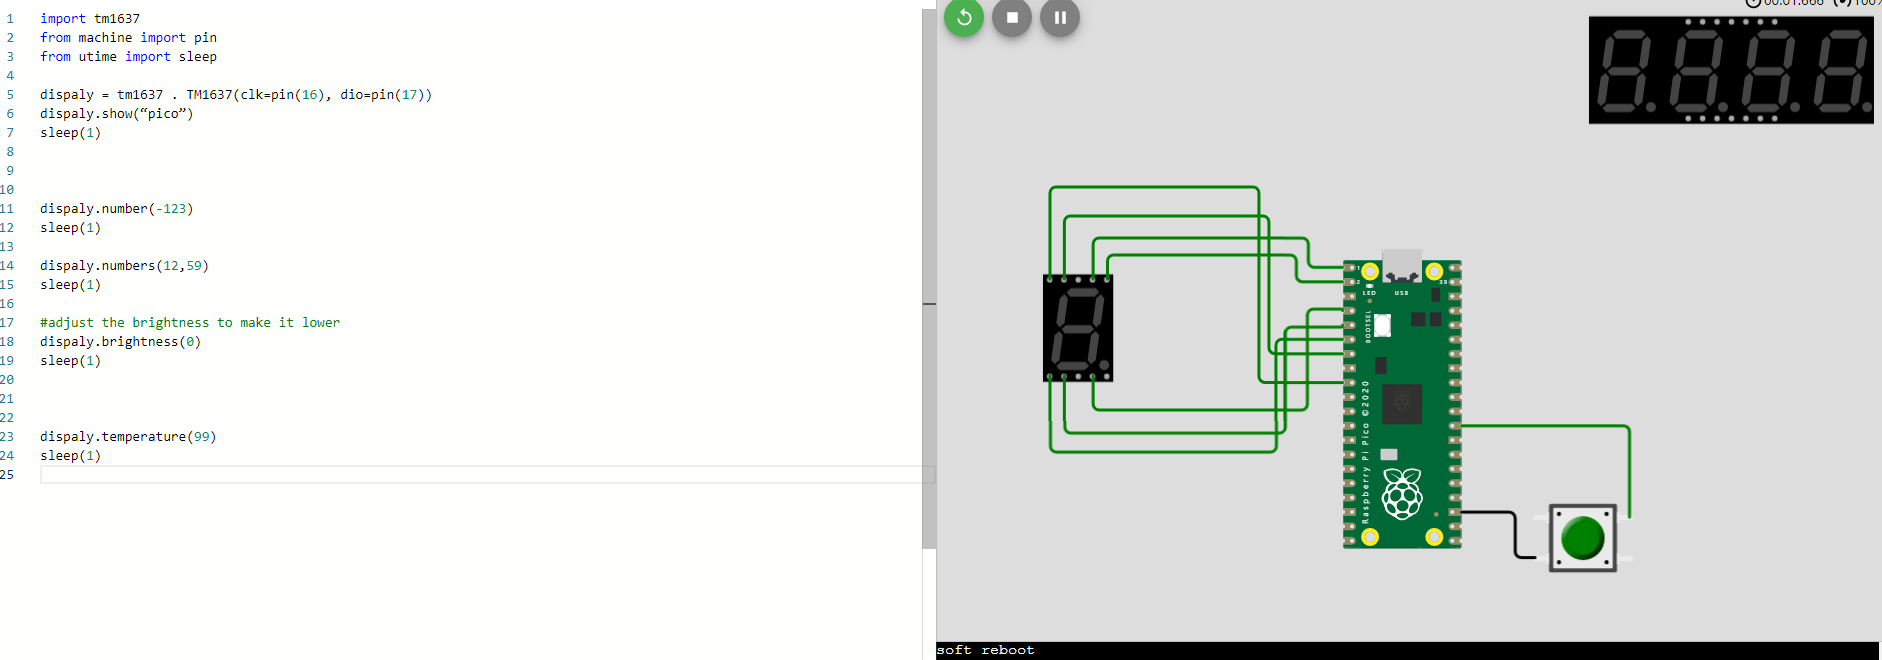 1 import tm1637
2 from machine import pin
3 from utime import sleep
4
5 dispaly = tm1637 . TM1637(clk=pin(16), dio=pin(17))
6 dispaly.show(“pico”)
7 sleep(1)
8
9
10
11 dispaly.number(-123)
12 sleep(1)
13
14 dispaly.numbers(12,59)
15 sleep(1)
16
17 #adjust the brightness to make it lower
18 dispaly.brightness(0)
19 sleep(1)
20
21
22
23 dispaly.temperature(99)
24 sleep(1)
25
LED USB
BOOTSEL
Raspberry Pi Pico ©2020
soft reboot